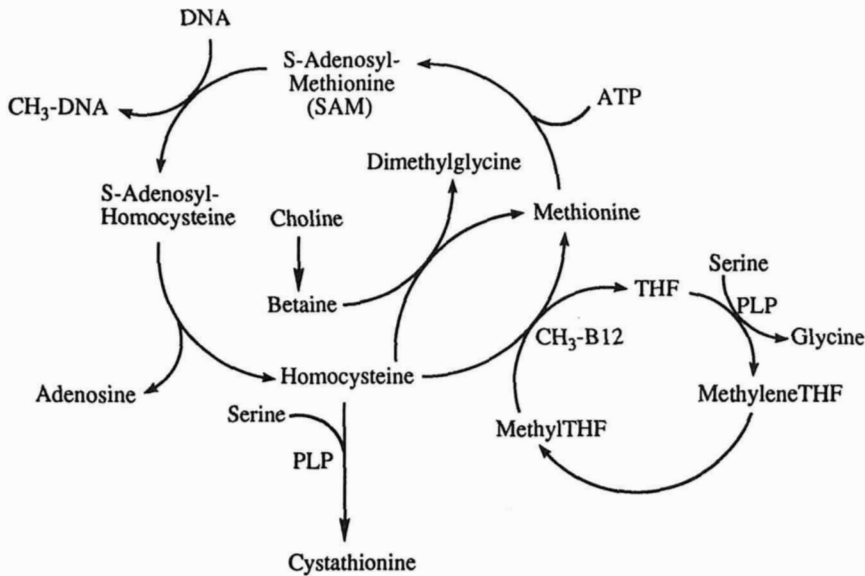 DNA
S-Adenosyl-
Methionine
(SAM)
CH₃-DNA
ATP
Dimethylglycine
S-Adenosyl-
Homocysteine
Choline
Methionine
Serine
THF
PLP
Betaine
CH₃-B12
Glycine
Homocysteine
Adenosine
MethyleneTHF
Serine
MethylTHF
PLP
Cystathionine